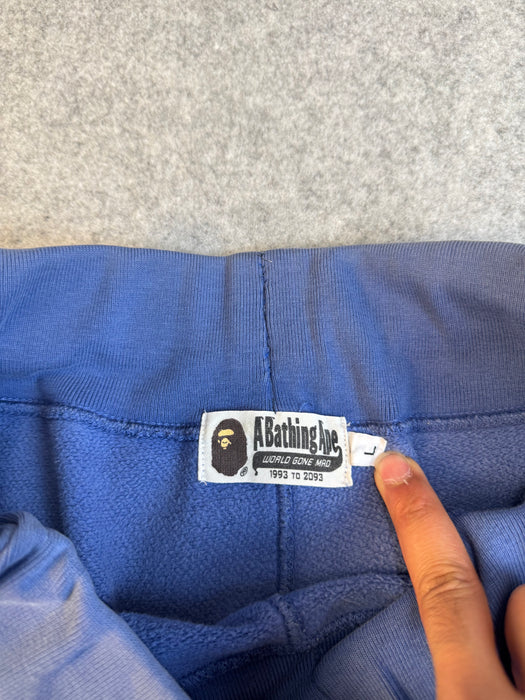 A Bathing Ape
WORLD GONE MAD
1993 TO 2093
®
L